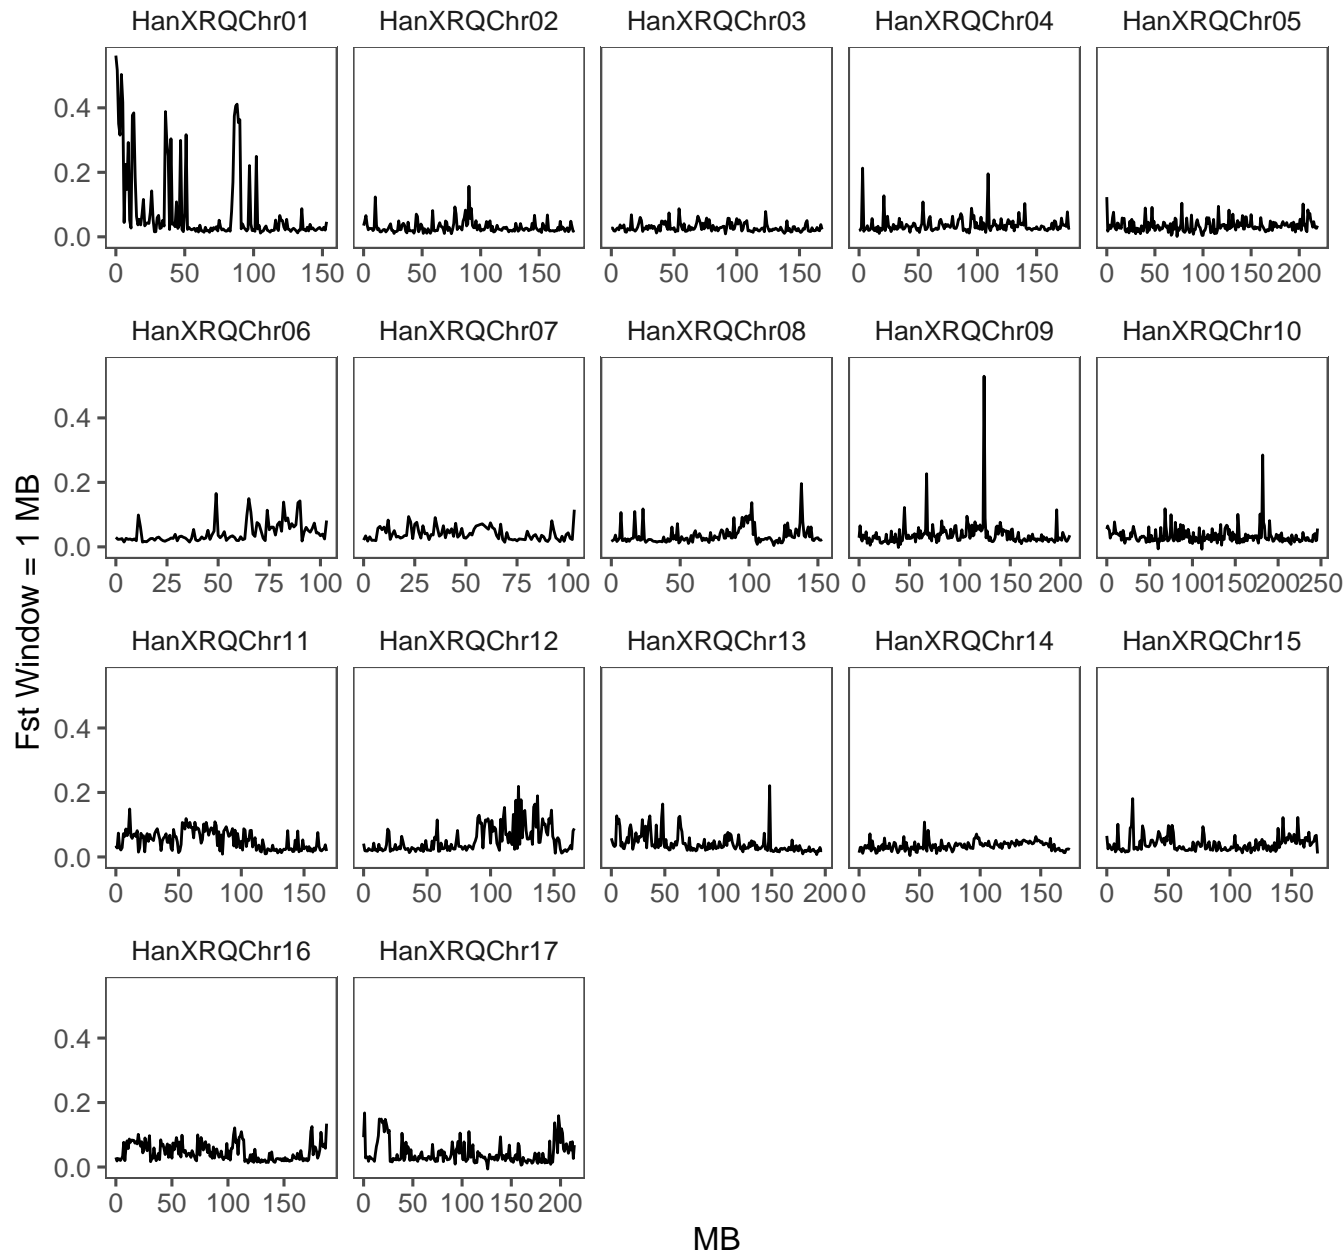 HanXRQChr01 HanXRQChr02 HanXRQChr03 HanXRQChr04 HanXRQChr05
0.4
0.2
0.0
0 50 100 150 0 50 100 150 0 50 100 150 0 50 100 150 0 50 100 150 200
HanXRQChr06 HanXRQChr07 HanXRQChr08 HanXRQChr09 HanXRQChr10
0.4
0.2
0.0
0 25 50 75 100 0 25 50 75 100 0 50 100 150 0 50 100 150 200 0 50 100 150 200 250
Fst Window = 1 MB
HanXRQChr11 HanXRQChr12 HanXRQChr13 HanXRQChr14 HanXRQChr15
0.4
0.2
0.0
0 50 100 150 0 50 100 150 0 50 100 150 200 0 50 100 150 0 50 100 150
HanXRQChr16 HanXRQChr17
0.4
0.2
0.0
0 50 100 150 0 50 100 150 200
MB